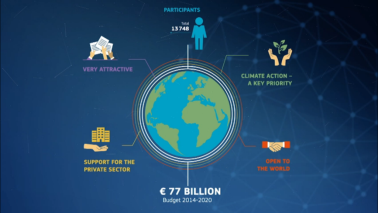 PARTICIPANTS
Total
13 748
VERY ATTRACTIVE
CLIMATE ACTION –
A KEY PRIORITY
SUPPORT FOR THE
PRIVATE SECTOR
OPEN TO
THE WORLD
€ 77 BILLION
Budget 2014-2020